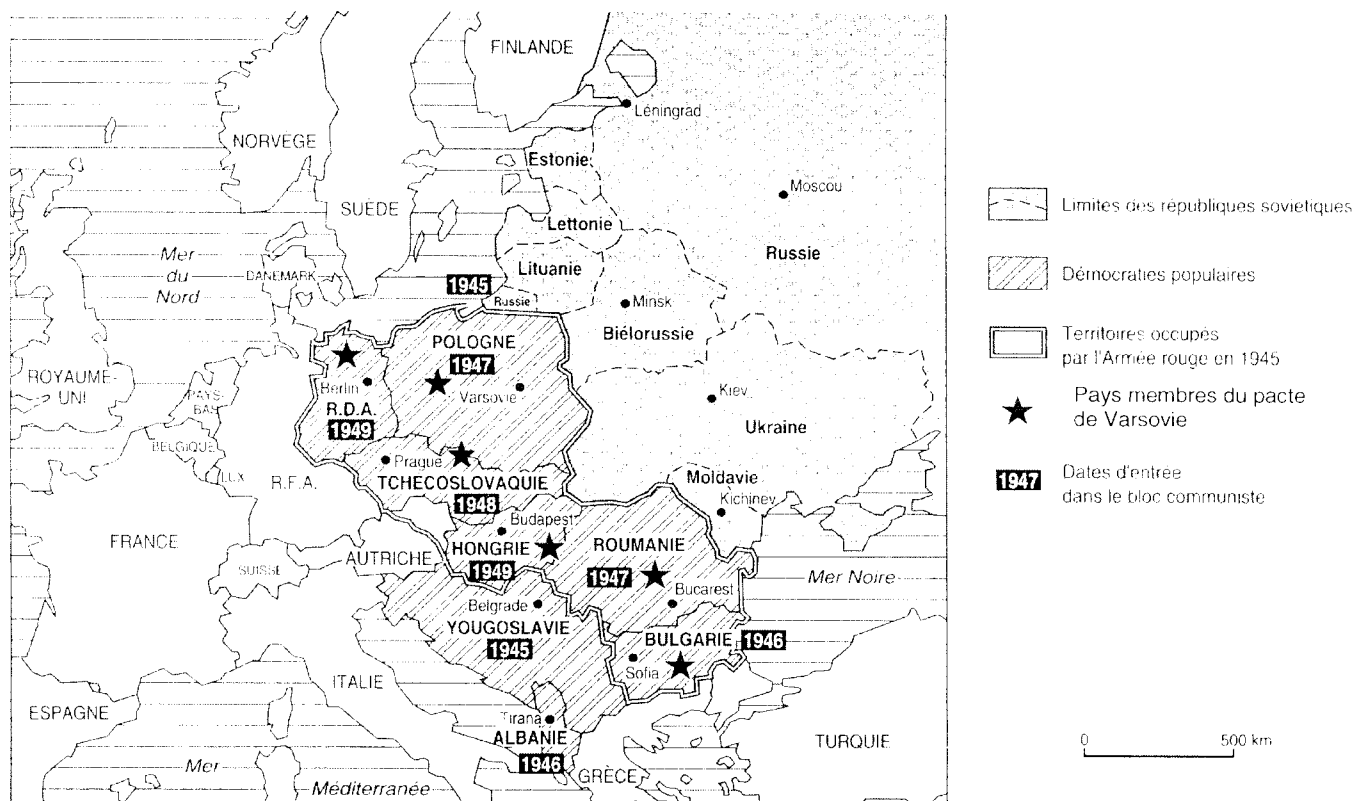 FINLANDE
Léningrad
NORVÈGE
Estonie
Moscou
SUÈDE
Lettonie
Russie
Mer
du
Nord
DANEMARK
Lituanie
1945
Russie
Minsk
Biélorussie
POLOGNE
1947
ROYAUME-
UNI
PAYS-
BAS
Berlin
Varsovie
R.D.A.
1949
Kiev
Ukraine
BELGIQUE
LUX
R.F.A.
Prague
TCHECOSLOVAQUIE
1948
Moldavie
Kichinev
FRANCE
Budapest
HONGRIE
1949
ROUMANIE
1947
AUTRICHE
SUISSE
Mer Noire
Belgrade
Bucarest
YOUGOSLAVIE
1945
BULGARIE
1946
Sofia
ITALIE
ESPAGNE
Tirana
ALBANIE
1946
TURQUIE
GRÈCE
Mer
Méditerranée
Limites des républiques soviétiques
Démocraties populaires
Territoires occupés
par l'Armée rouge en 1945
Pays membres du pacte
de Varsovie
1947
Dates d'entrée
dans le bloc communiste
0 500 km